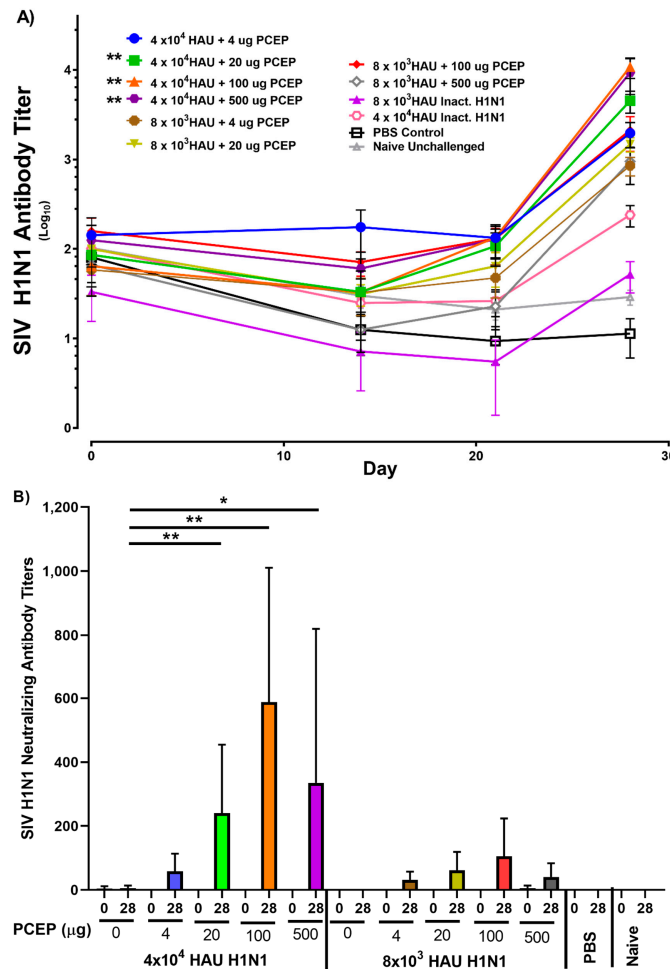 A)
4 x10⁴ HAU + 4 ug PCEP
** 4 x10⁴HAU + 20 ug PCEP
** 4 x10⁴HAU + 100 ug PCEP
** 4 x10⁴HAU + 500 ug PCEP
8 x10³HAU + 4 ug PCEP
8 x 10³HAU + 20 ug PCEP
8 x 10³HAU + 100 ug PCEP
8 x 10³HAU + 500 ug PCEP
8 x 10³HAU Inact. H1N1
4 x 10⁴HAU Inact. H1N1
PBS Control
Naive Unchallenged
SIV H1N1 Antibody Titer
(Log₁₀)
4
3
2
1
0
0 10 20 30
Day
B)
SIV H1N1 Neutralizing Antibody Titers
1,200
1,000
800
600
400
200
0
*
**
**
0 28 0 28 0 28 0 28 0 28 0 28 0 28 0 28 0 28 0 28 0 28 0 28
PCEP (μg) 0 4 20 100 500 0 4 20 100 500 PBS Naive
4x10⁴ HAU H1N1 8x10³ HAU H1N1